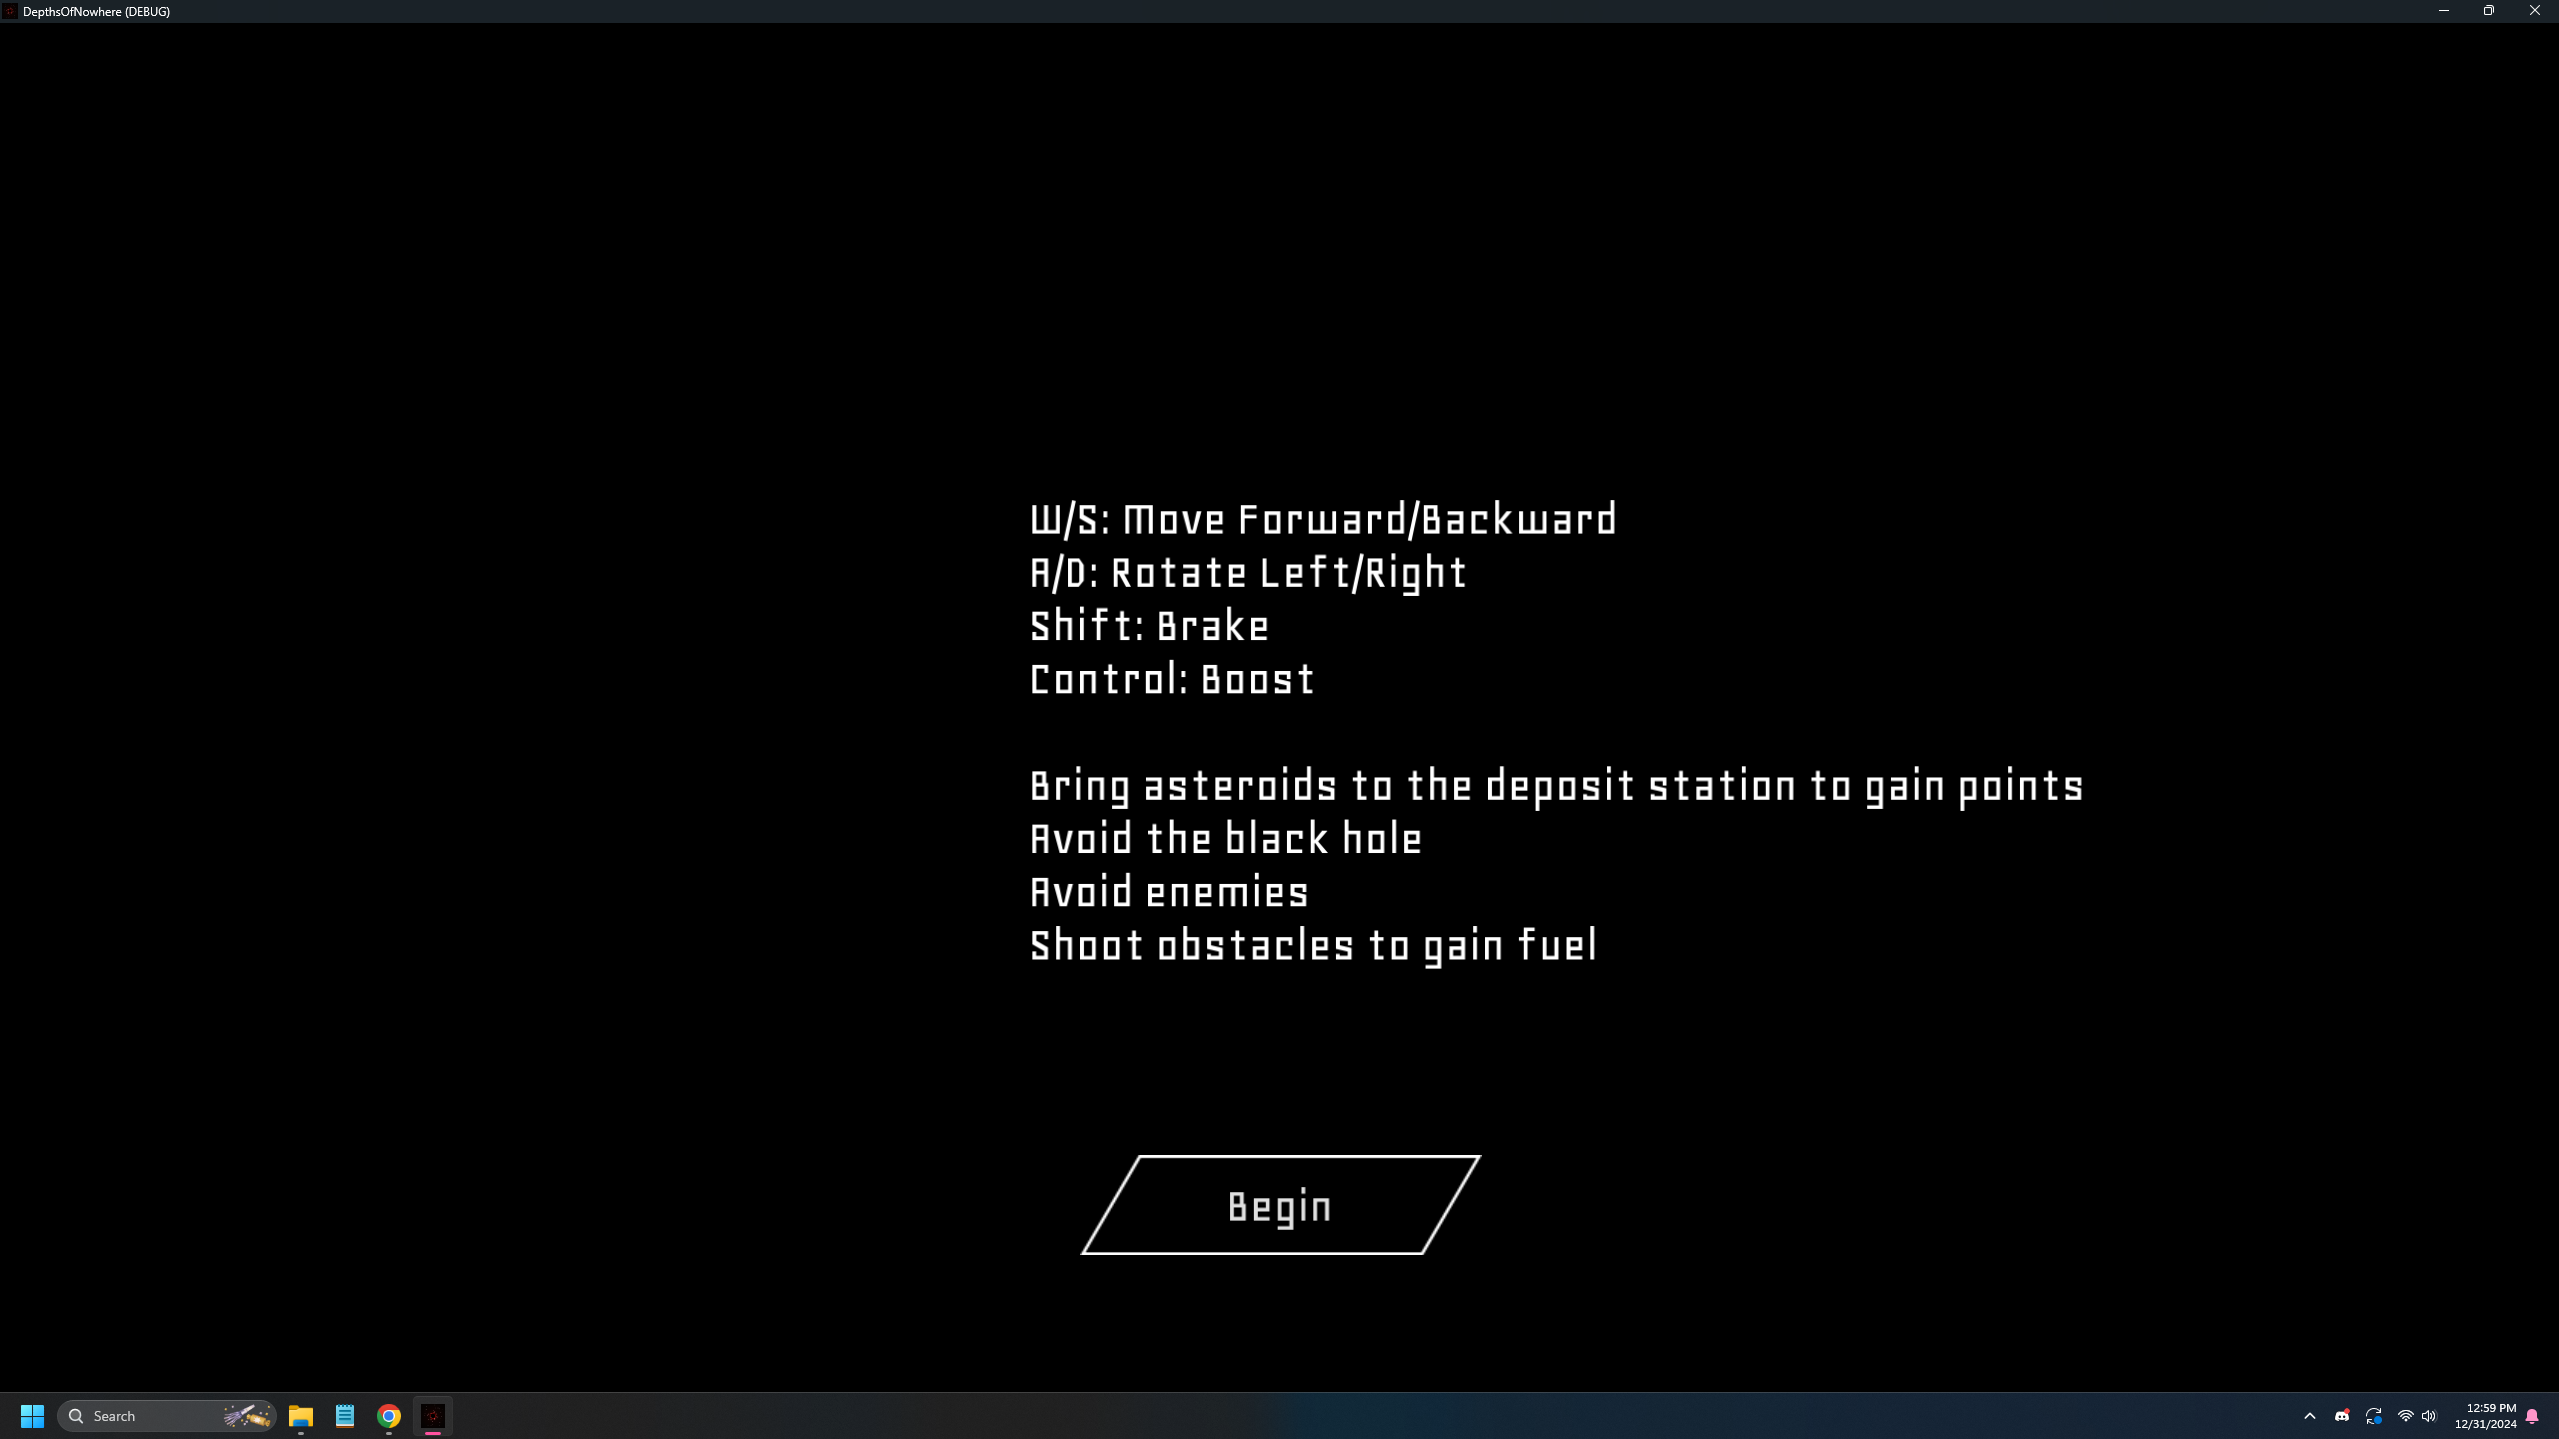 DepthsOfNowhere (DEBUG)
W/S: Move Forward/Backward
A/D: Rotate Left/Right
Shift: Brake
Control: Boost
Bring asteroids to the deposit station to gain points
Avoid the black hole
Avoid enemies
Shoot obstacles to gain fuel
Begin
Search
12:59 PM
12/31/2024